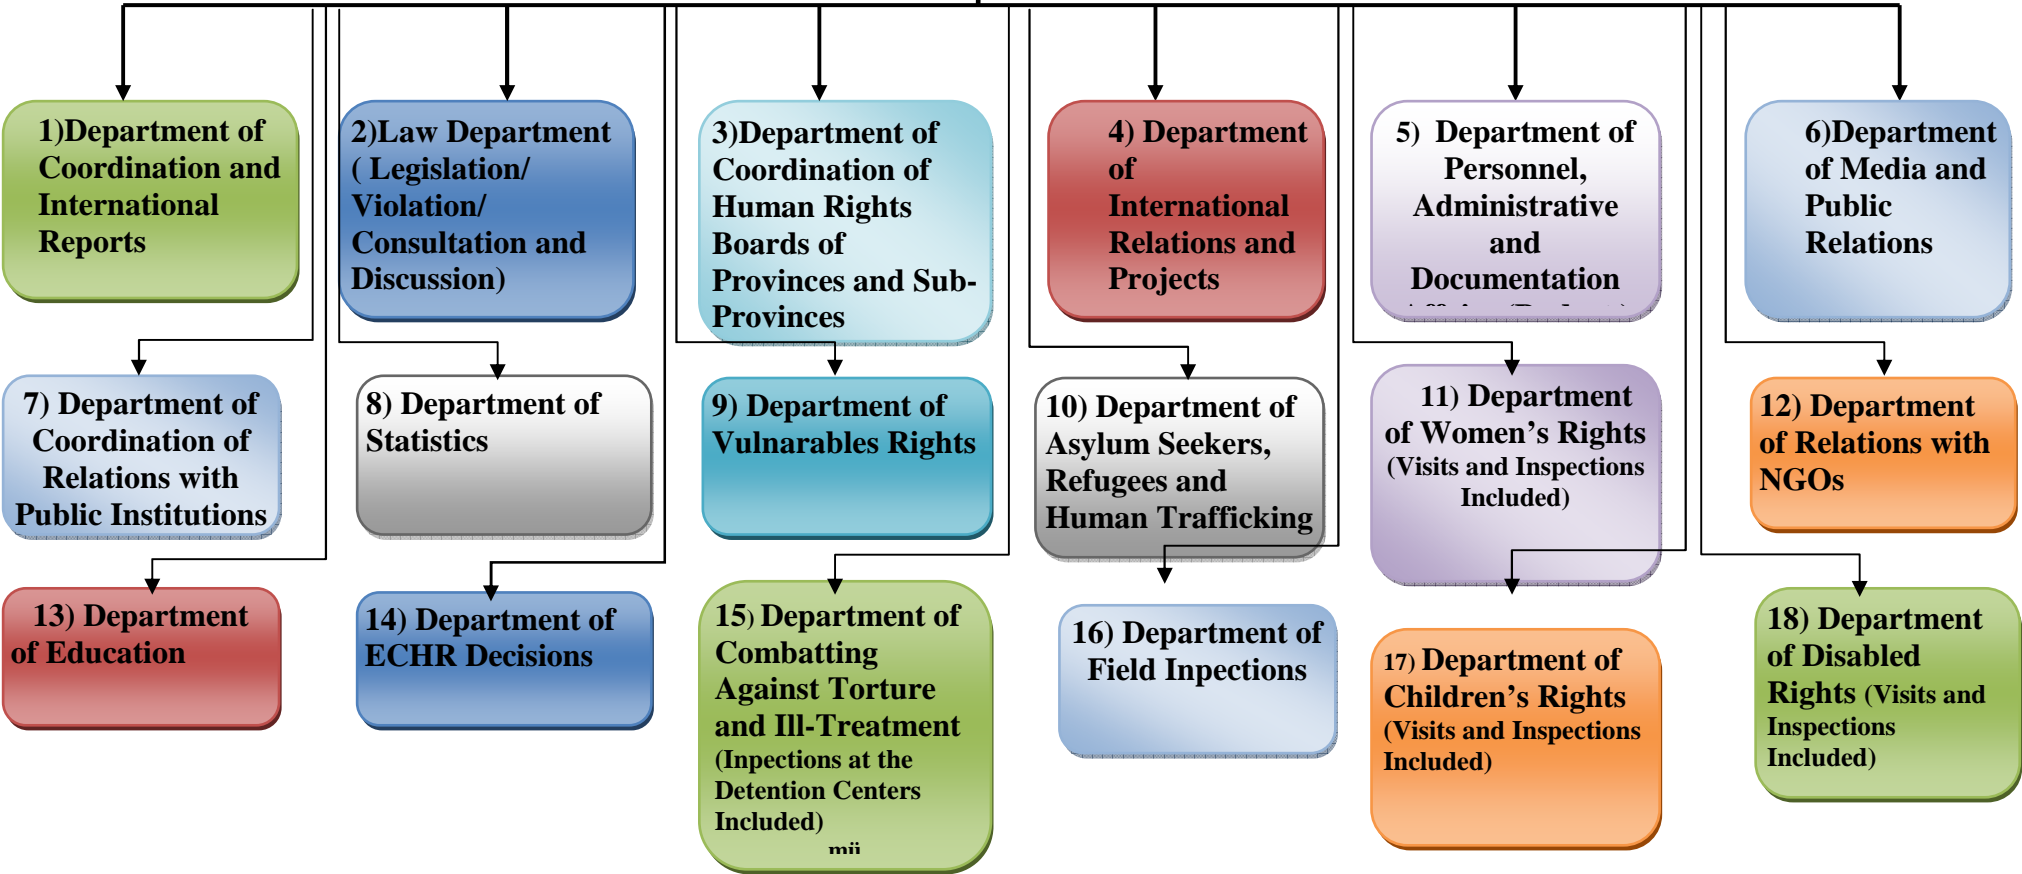 1)Department of
Coordination and
International
Reports
2)Law Department
( Legislation/
Violation/
Consultation and
Discussion)
3)Department of
Coordination of
Human Rights
Boards of
Provinces and Sub-
Provinces
4) Department
of
International
Relations and
Projects
5) Department of
Personnel,
Administrative
and
Documentation
6)Department
of Media and
Public
Relations
7) Department of
Coordination of
Relations with
Public Institutions
8) Department of
Statistics
9) Department of
Vulnarables Rights
10) Department of
Asylum Seekers,
Refugees and
Human Trafficking
11) Department
of Women’s Rights
(Visits and Inspections
Included)
12) Department
of Relations with
NGOs
13) Department
of Education
14) Department of
ECHR Decisions
15) Department of
Combatting
Against Torture
and Ill-Treatment
(Inpections at the
Detention Centers
Included)
16) Department of
Field Inpections
17) Department of
Children’s Rights
(Visits and Inspections
Included)
18) Department
of Disabled
Rights (Visits and
Inspections
Included)